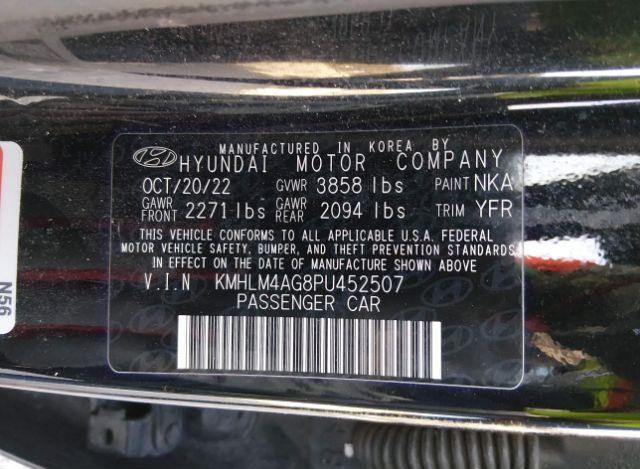 MANUFACTURED IN KOREA BY
HYUNDAI MOTOR COMPANY
OCT/20/22 GVWR 3858 lbs PAINT NKA
GAWR FRONT 2271 lbs GAWR REAR 2094 lbs TRIM YFR
THIS VEHICLE CONFORMS TO ALL APPLICABLE U.S.A. FEDERAL
MOTOR VEHICLE SAFETY, BUMPER, AND THEFT PREVENTION STANDARDS
IN EFFECT ON THE DATE OF MANUFACTURE SHOWN ABOVE
V.I.N KMHLM4AG8PU452507
PASSENGER CAR
N56